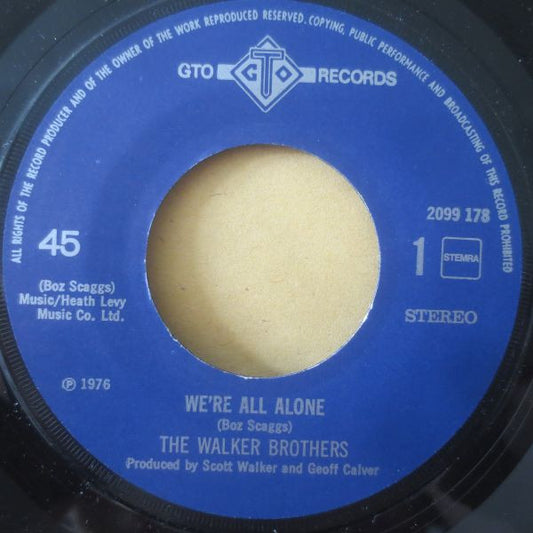 ALL RIGHTS OF THE RECORD PRODUCER AND OF THE OWNER OF THE WORK REPRODUCED RESERVED. COPYING, PUBLIC PERFORMANCE AND BROADCASTING OF THIS RECORD PROHIBITED
GTO GTO RECORDS
2099 178
45
1 STEMRA
(Boz Scaggs)
Music/Heath Levy
Music Co. Ltd.
STEREO
Ⓟ 1976
WE'RE ALL ALONE
(Boz Scaggs)
THE WALKER BROTHERS
Produced by Scott Walker and Geoff Calver